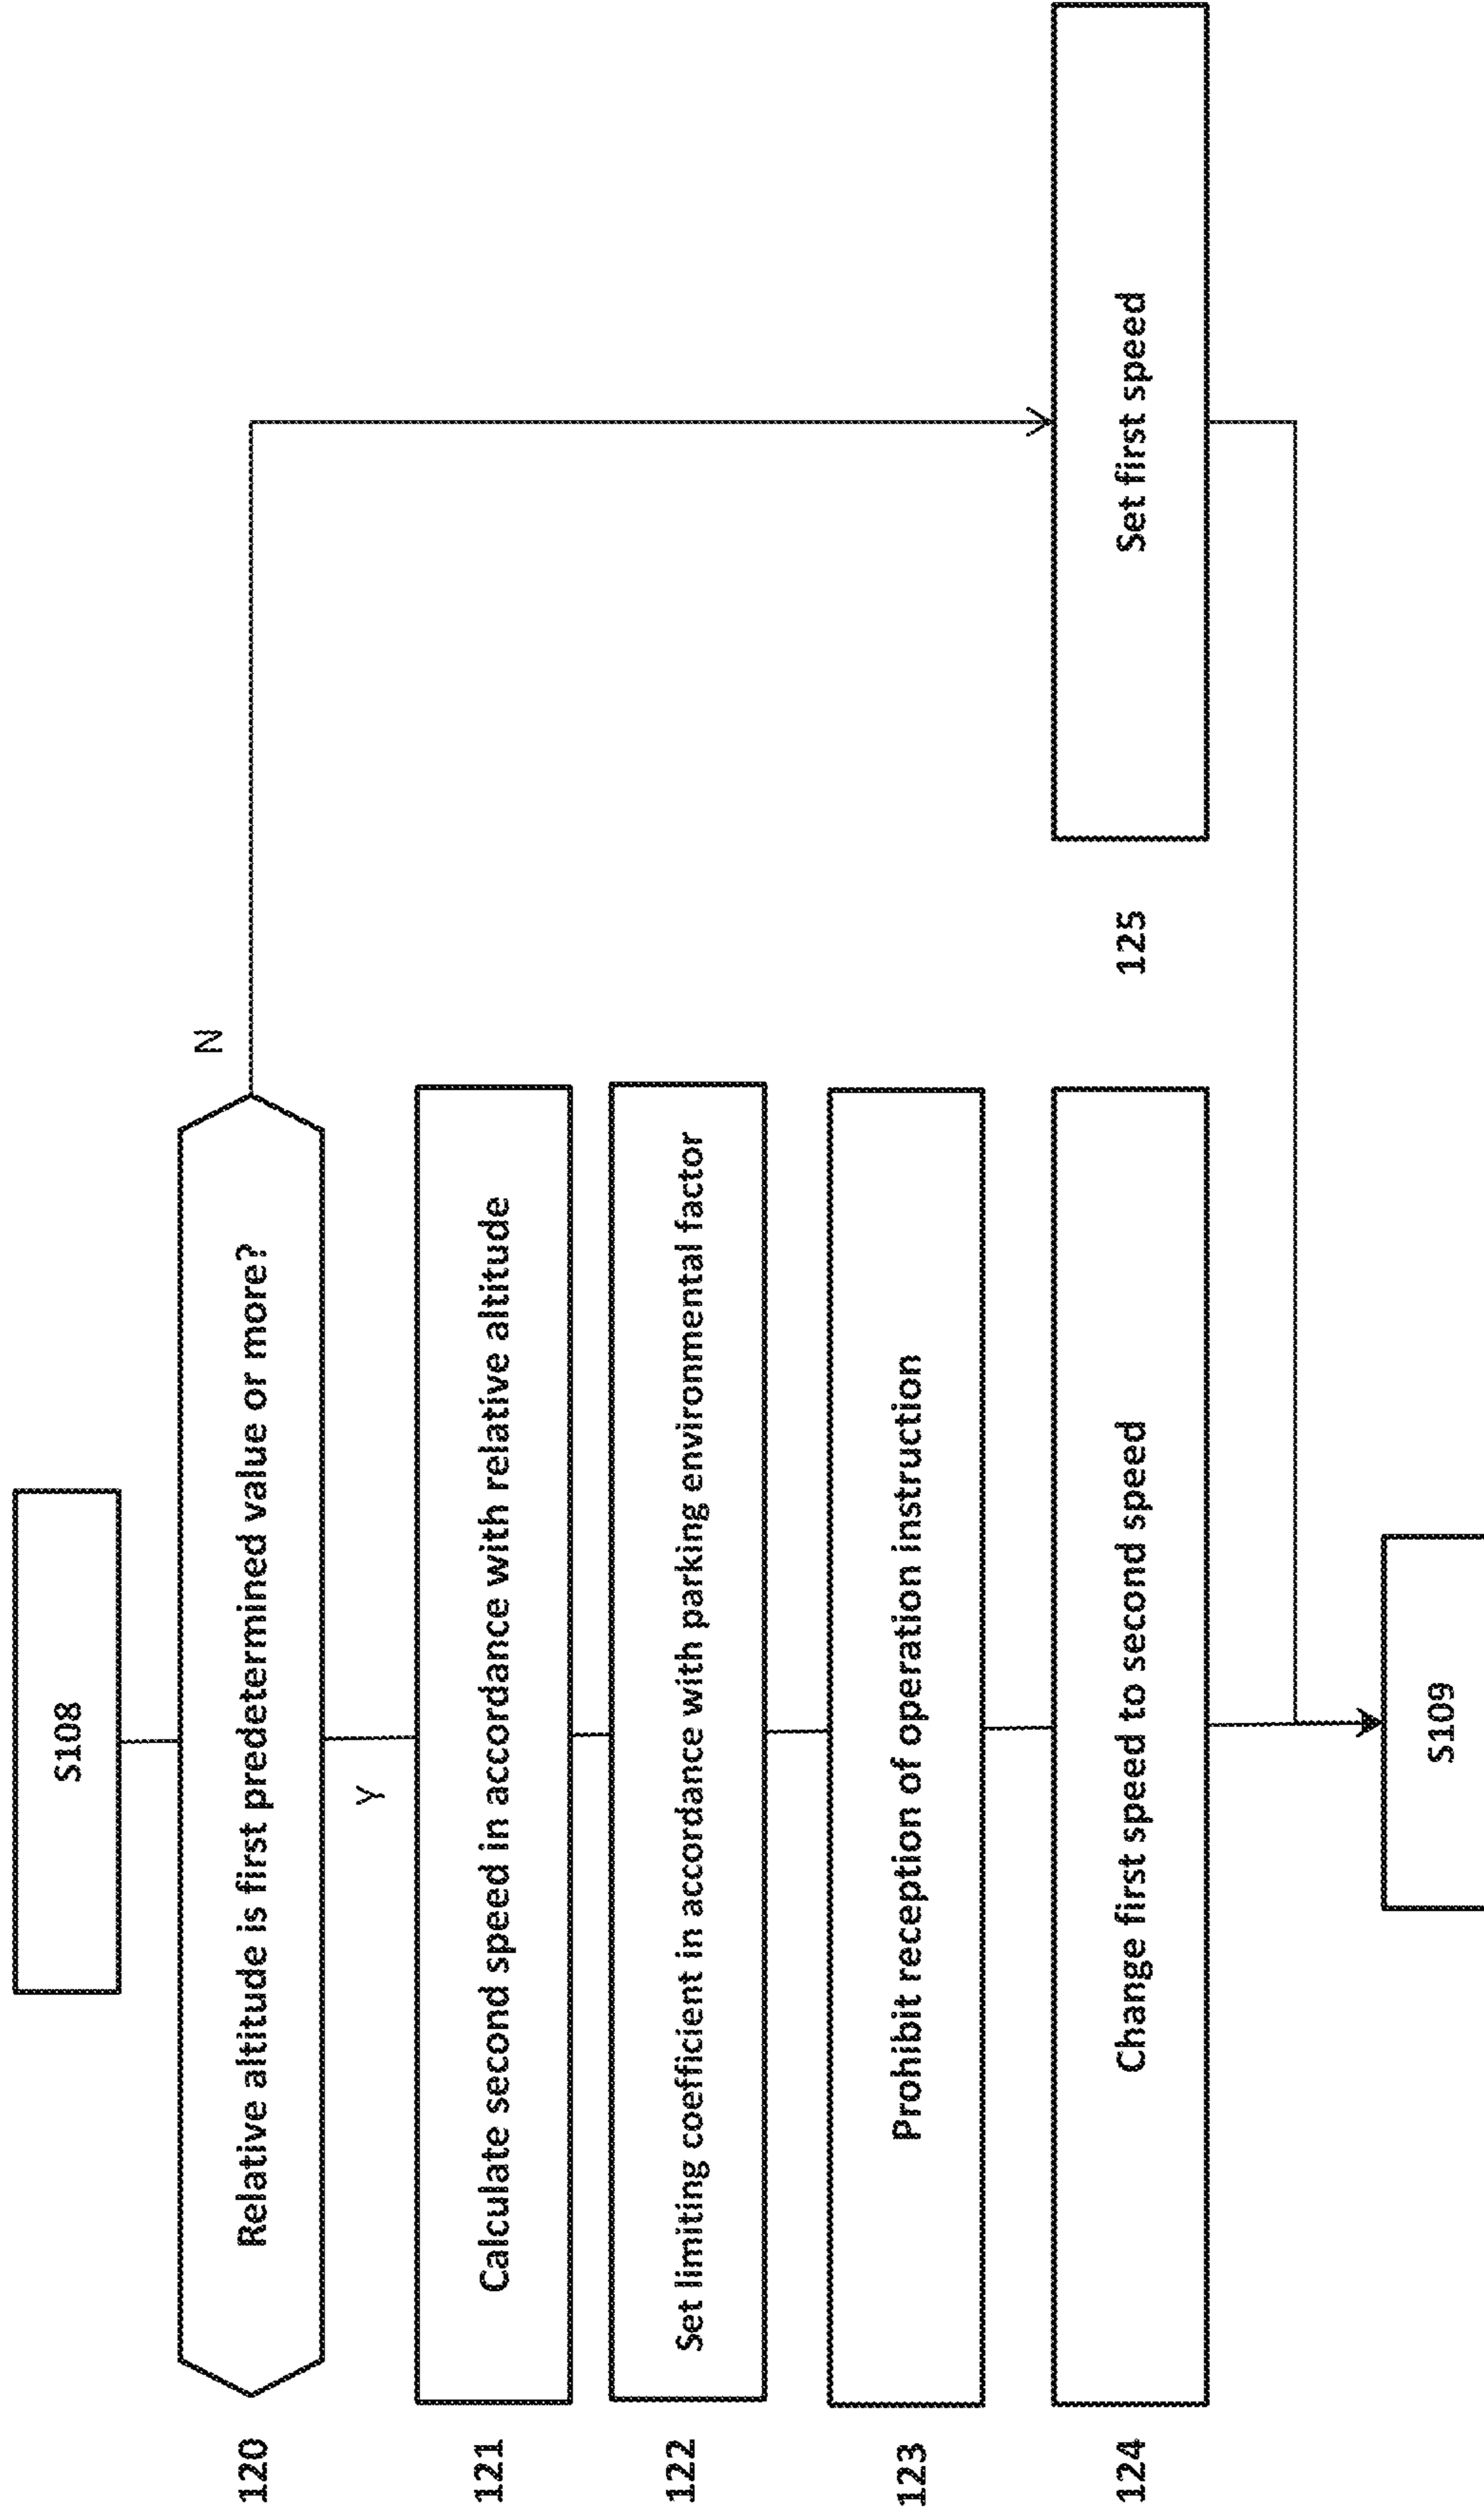 S108
120
Relative altitude is first predetermined value or more?
N
Y
121
Calculate second speed in accordance with relative altitude
122
Set limiting coefficient in accordance with parking environmental factor
123
Prohibit reception of operation instruction
124
Change first speed to second speed
125
Set first speed
S109